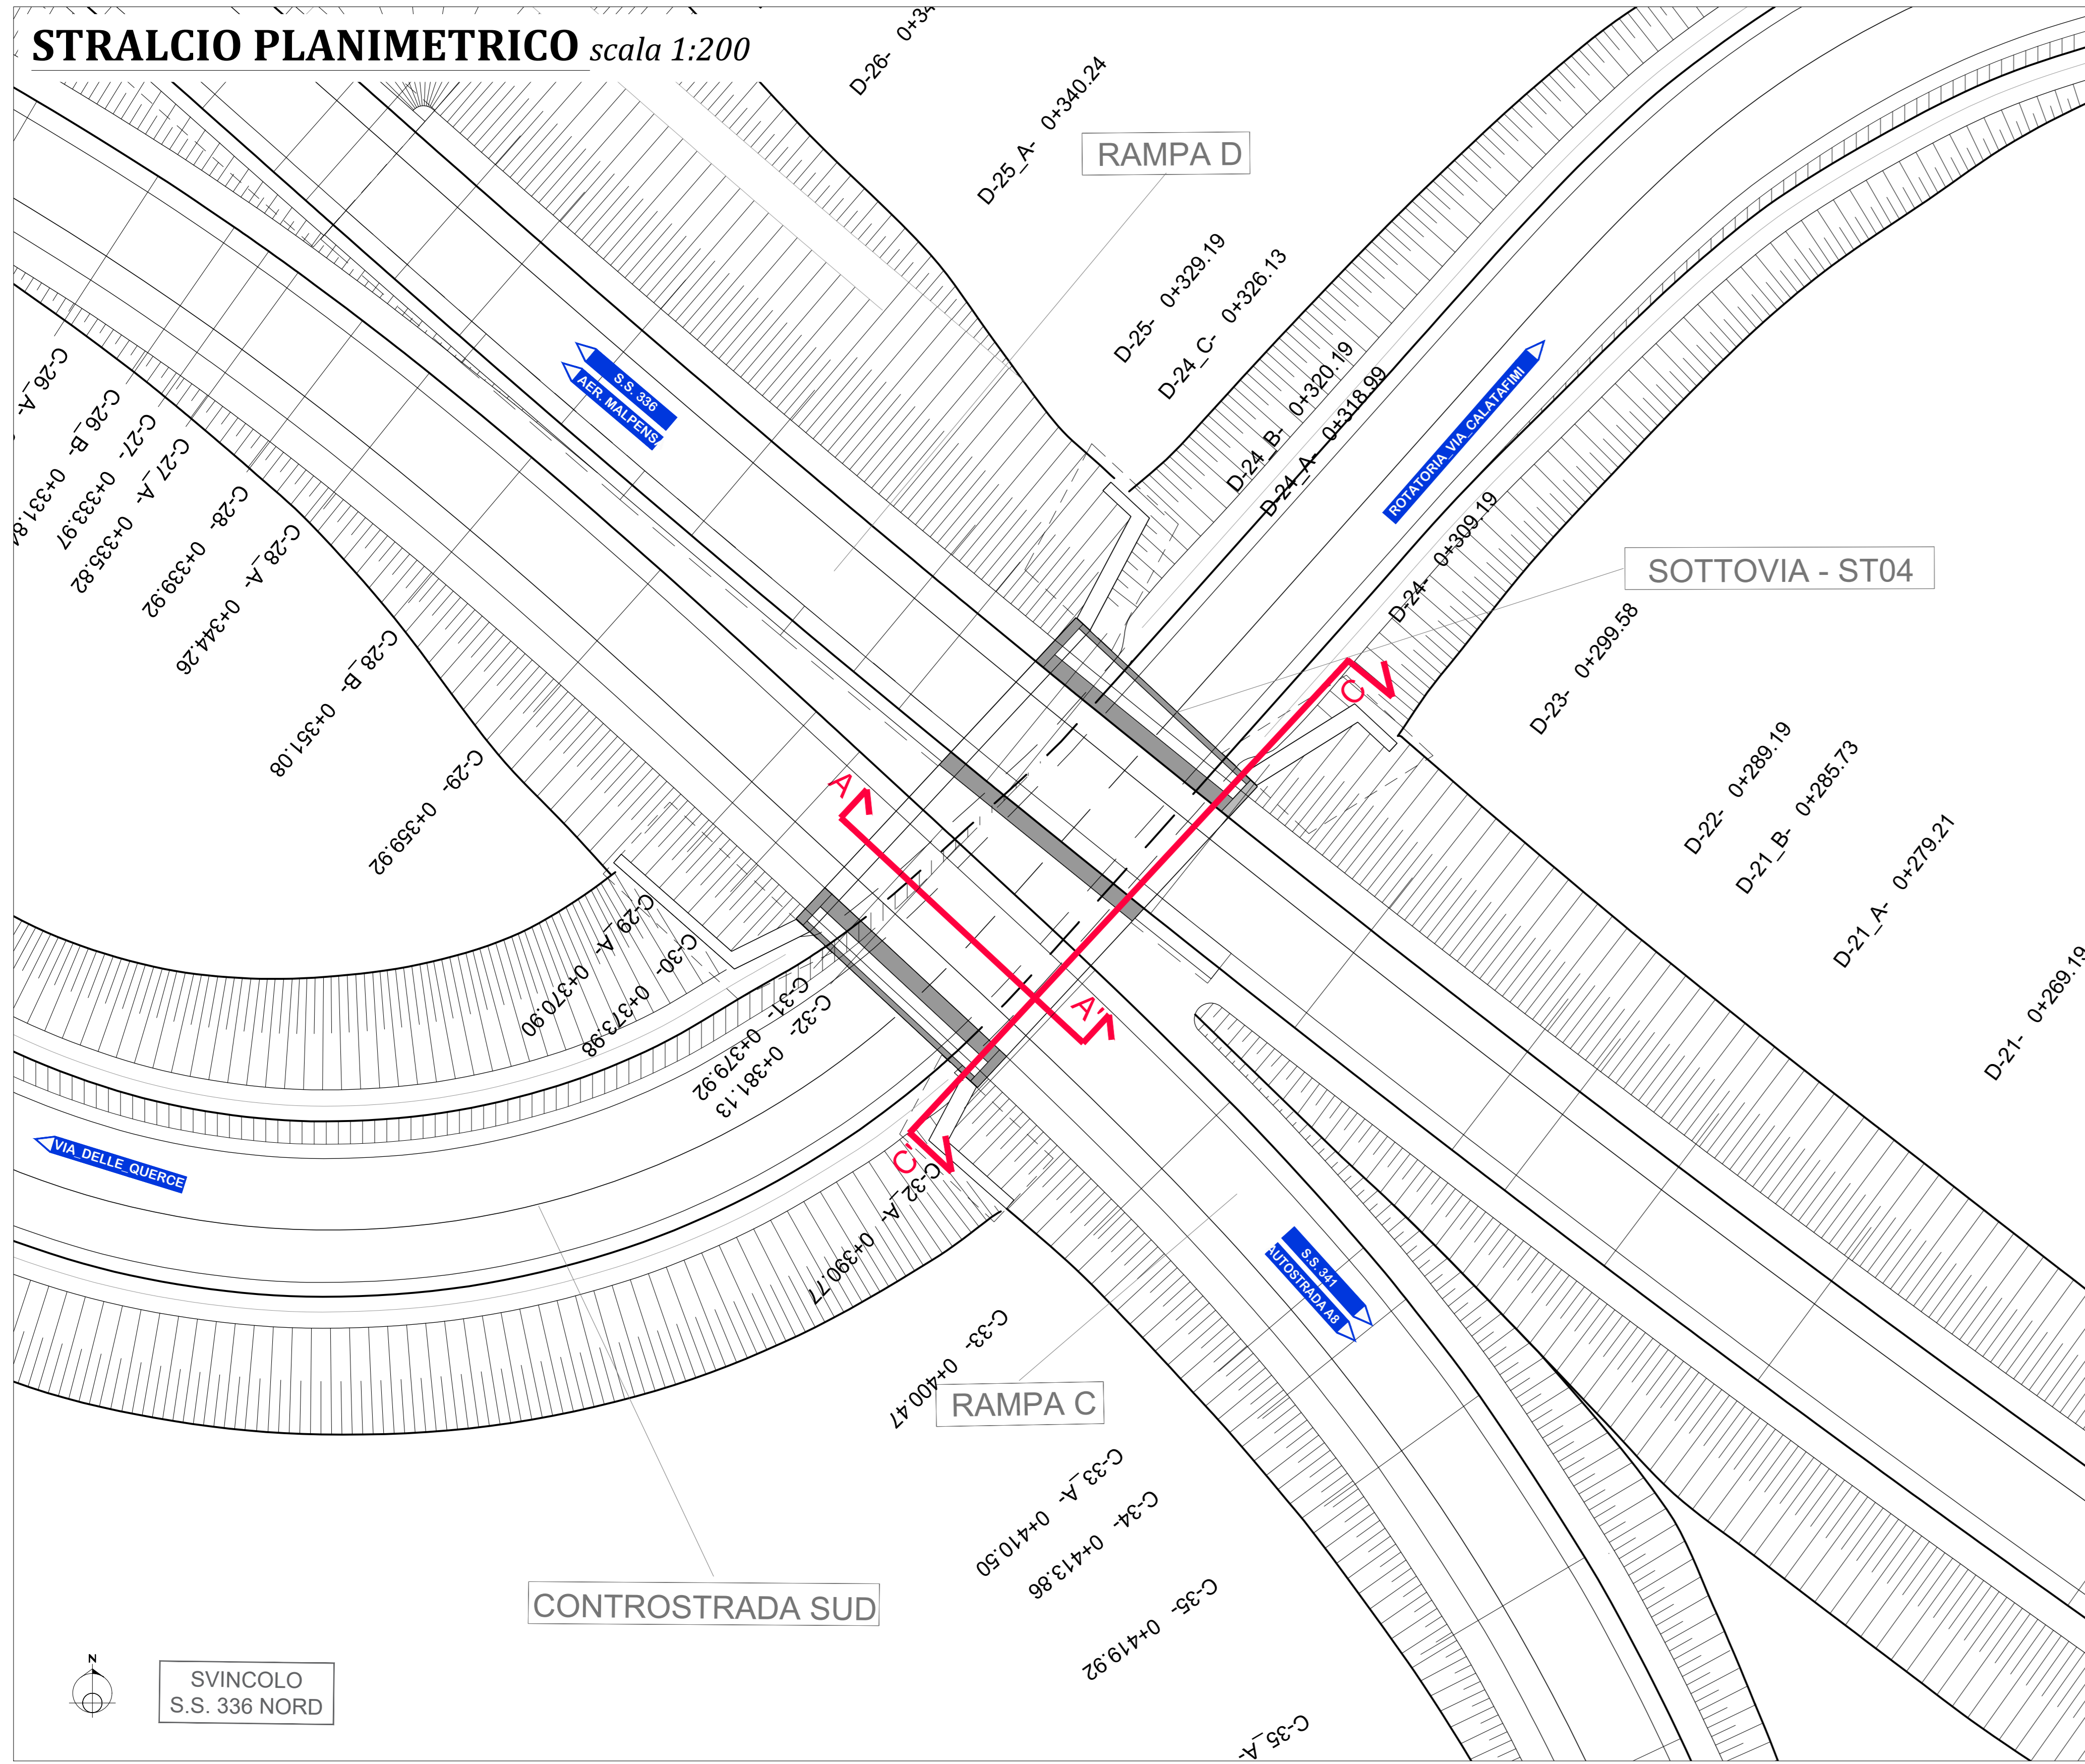 STRALCIO PLANIMETRICO scala 1:200
D-26- 0+34
D-25_A- 0+340.24
RAMPA D
D-25- 0+329.19
D-24_C- 0+326.13
D-24_B- 0+320.19
D-24_A- 0+318.99
S.S. 336
AER. MALPENS
ROTATORIA_VIA_CALATAFIMI
D-24- 0+309.19
SOTTOVIA - ST04
D-23- 0+299.58
D-22- 0+289.19
D-21_B- 0+285.73
D-21_A- 0+279.21
D-21- 0+269.19
C-26_A-
C-26_B- 0+331.84
C-27- 0+333.97
C-27_A- 0+335.82
C-28- 0+339.92
C-28_A- 0+344.26
C-28_B- 0+351.08
C-29- 0+359.92
C-29_A- 0+370.90
C-30- 0+373.98
C-31- 0+379.92
C-32- 0+381.13
C-32_A- 0+390.77
C-33- 0+400.47
C-33_A- 0+410.50
C-34- 0+413.86
C-35- 0+419.92
C-35_A-
A
A'
C
C'
VIA_DELLE_QUERCE
S.S. 341
AUTOSTRADA A8
RAMPA C
CONTROSTRADA SUD
N
SVINCOLO
S.S. 336 NORD